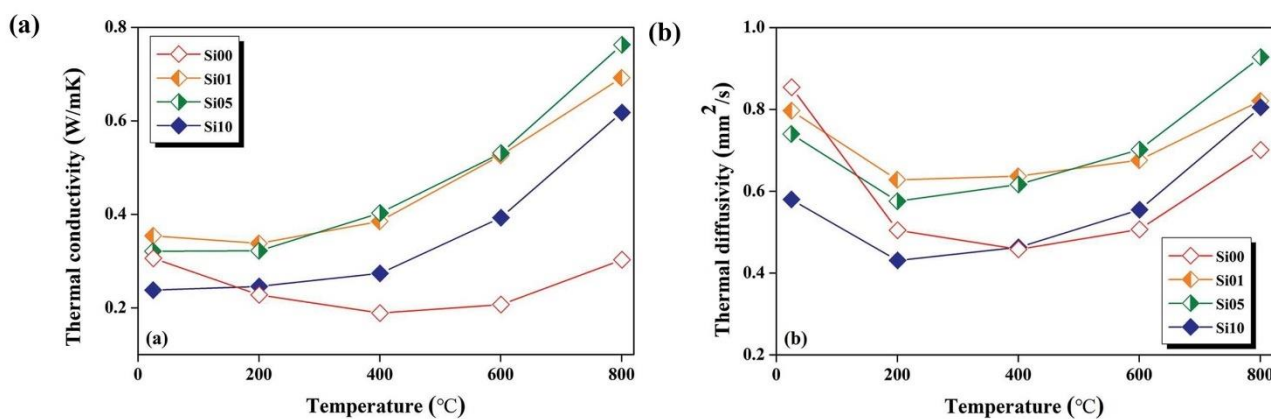 (a)
Thermal conductivity (W/mK)
0.8
0.6
0.4
0.2
Si00
Si01
Si05
Si10
(a)
0
200
400
600
800
Temperature (℃)
(b)
Thermal diffusivity (mm²/s)
1.0
0.8
0.6
0.4
0.2
Si00
Si01
Si05
Si10
(b)
0
200
400
600
800
Temperature (℃)